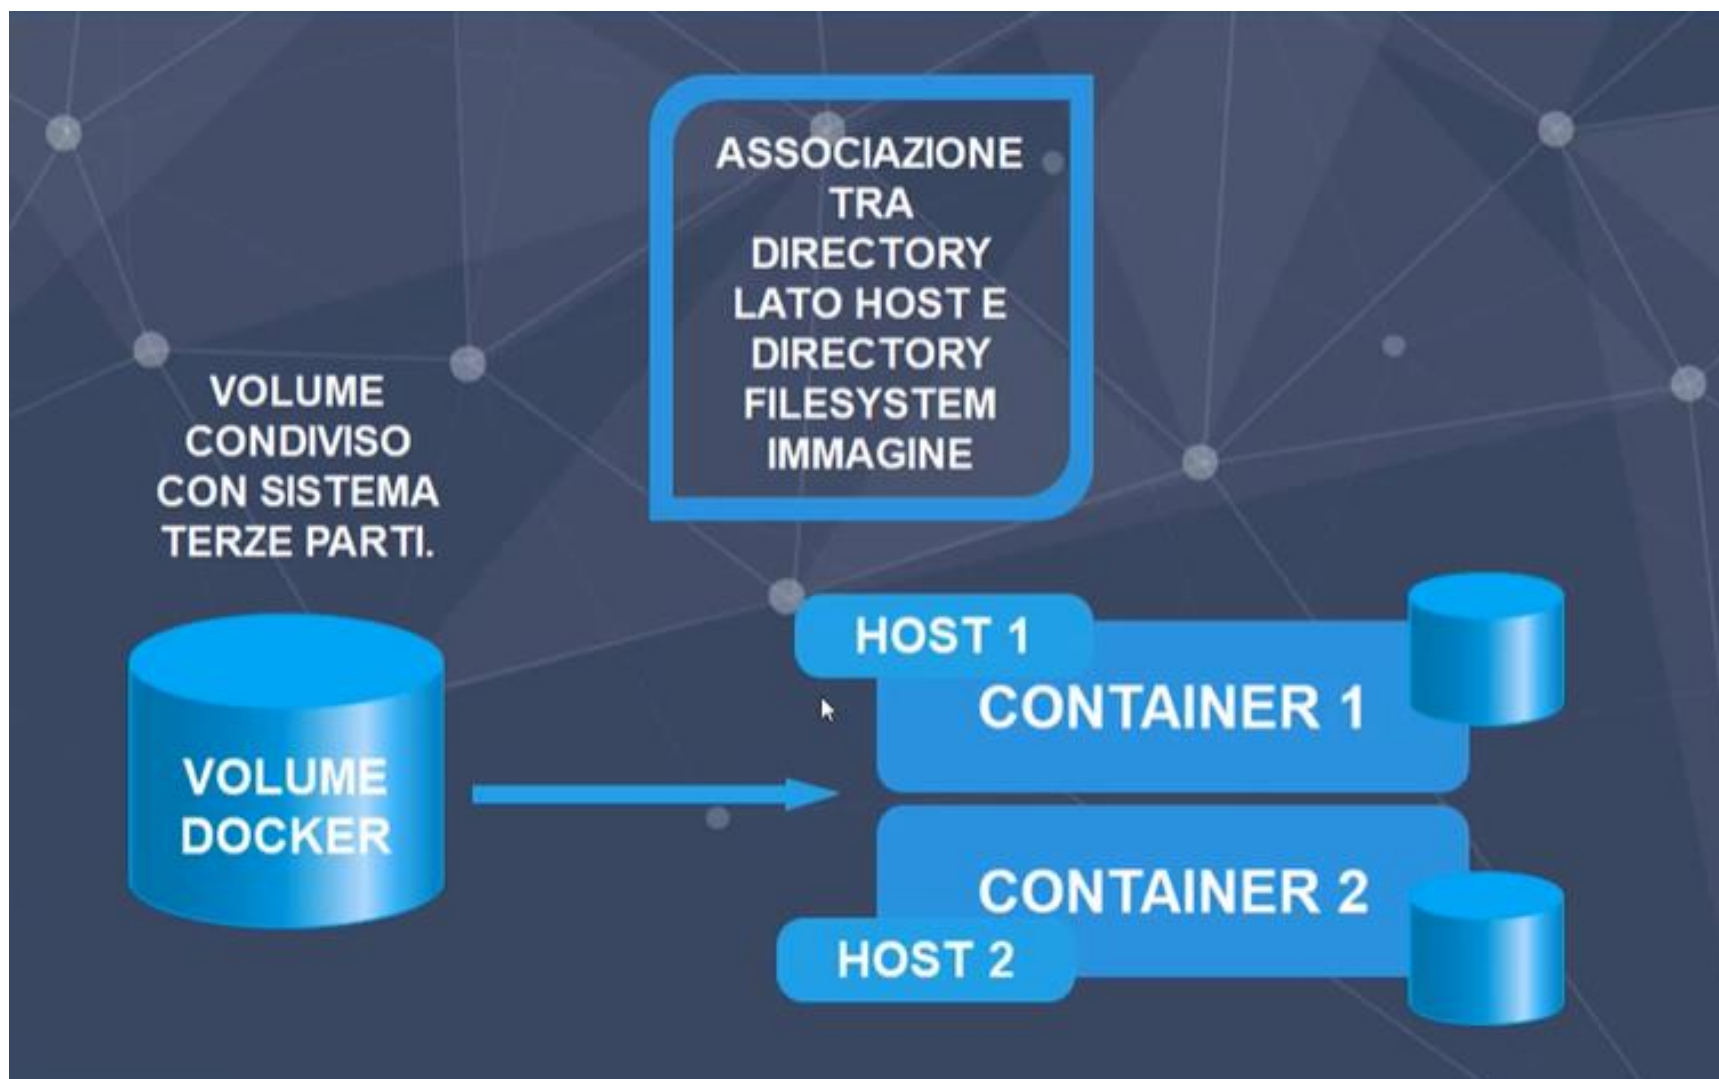 ASSOCIAZIONE
TRA
DIRECTORY
LATO HOST E
DIRECTORY
FILESYSTEM
IMMAGINE
VOLUME
CONDIVISO
CON SISTEMA
TERZE PARTI.
VOLUME
DOCKER
HOST 1
CONTAINER 1
CONTAINER 2
HOST 2